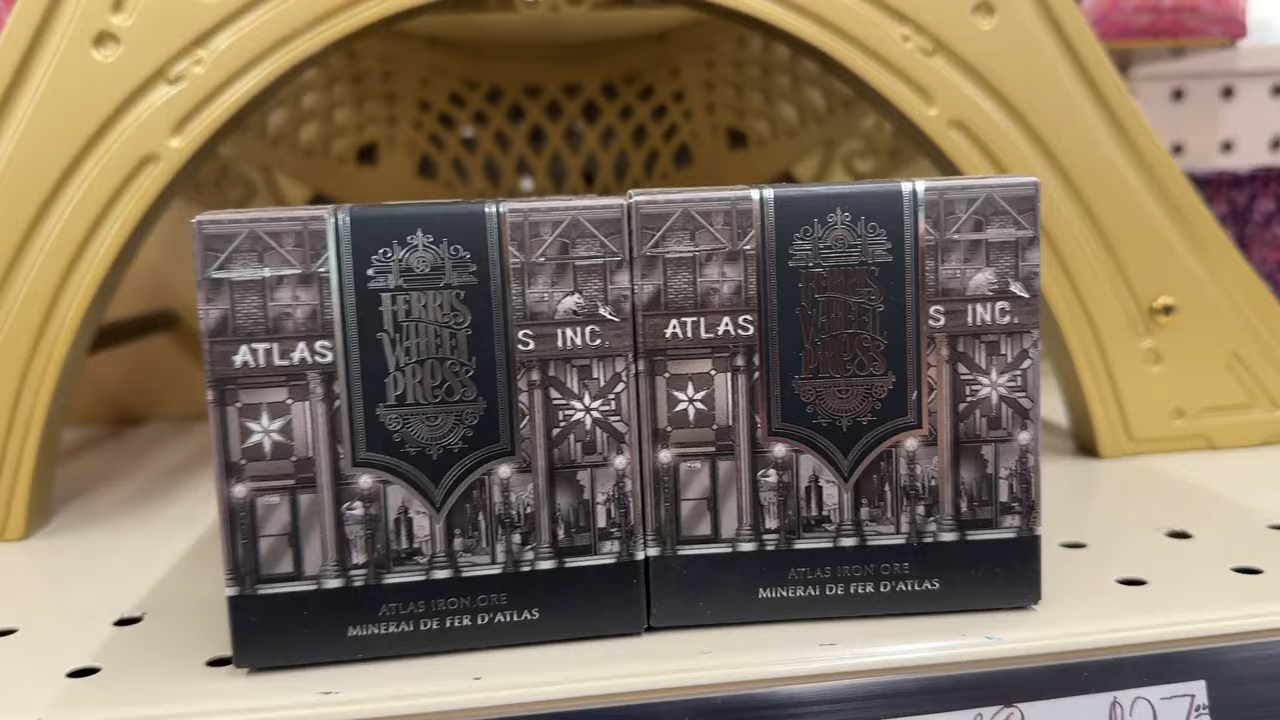 FERRIS
WHEEL
PRESS
ATLAS
S INC.
ATLAS IRON ORE
MINERAI DE FER D'ATLAS
FERRIS
WHEEL
PRESS
ATLAS
S INC.
ATLAS IRON ORE
MINERAI DE FER D'ATLAS